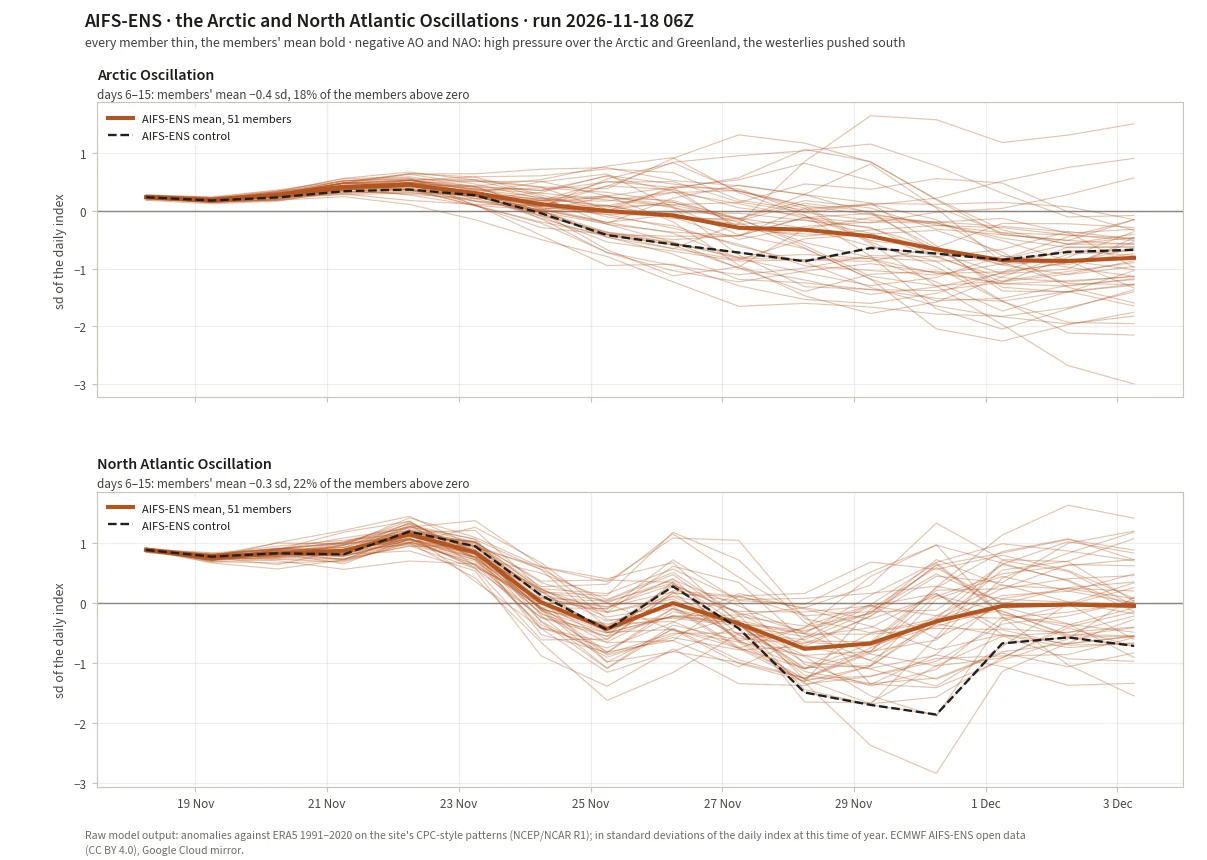 AIFS-ENS · the Arctic and North Atlantic Oscillations · run 2026-11-18 06Z
every member thin, the members' mean bold · negative AO and NAO: high pressure over the Arctic and Greenland, the westerlies pushed south
Arctic Oscillation
days 6–15: members' mean −0.4 sd, 18% of the members above zero
AIFS-ENS mean, 51 members
AIFS-ENS control
sd of the daily index
1
0
−1
−2
−3
North Atlantic Oscillation
days 6–15: members' mean −0.3 sd, 22% of the members above zero
AIFS-ENS mean, 51 members
AIFS-ENS control
sd of the daily index
1
0
−1
−2
−3
19 Nov 21 Nov 23 Nov 25 Nov 27 Nov 29 Nov 1 Dec 3 Dec
Raw model output: anomalies against ERA5 1991–2020 on the site's CPC-style patterns (NCEP/NCAR R1); in standard deviations of the daily index at this time of year. ECMWF AIFS-ENS open data
(CC BY 4.0), Google Cloud mirror.